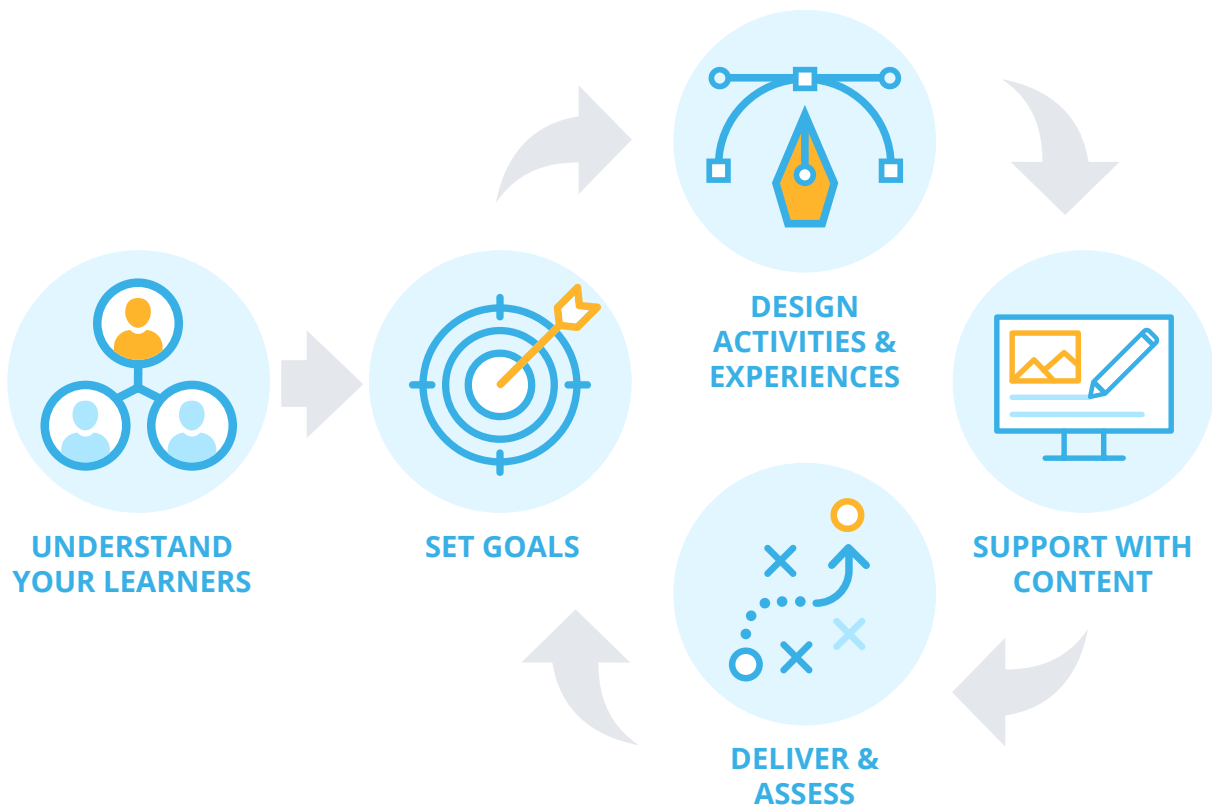 UNDERSTAND
YOUR LEARNERS
SET GOALS
DESIGN
ACTIVITIES &
EXPERIENCES
SUPPORT WITH
CONTENT
DELIVER &
ASSESS